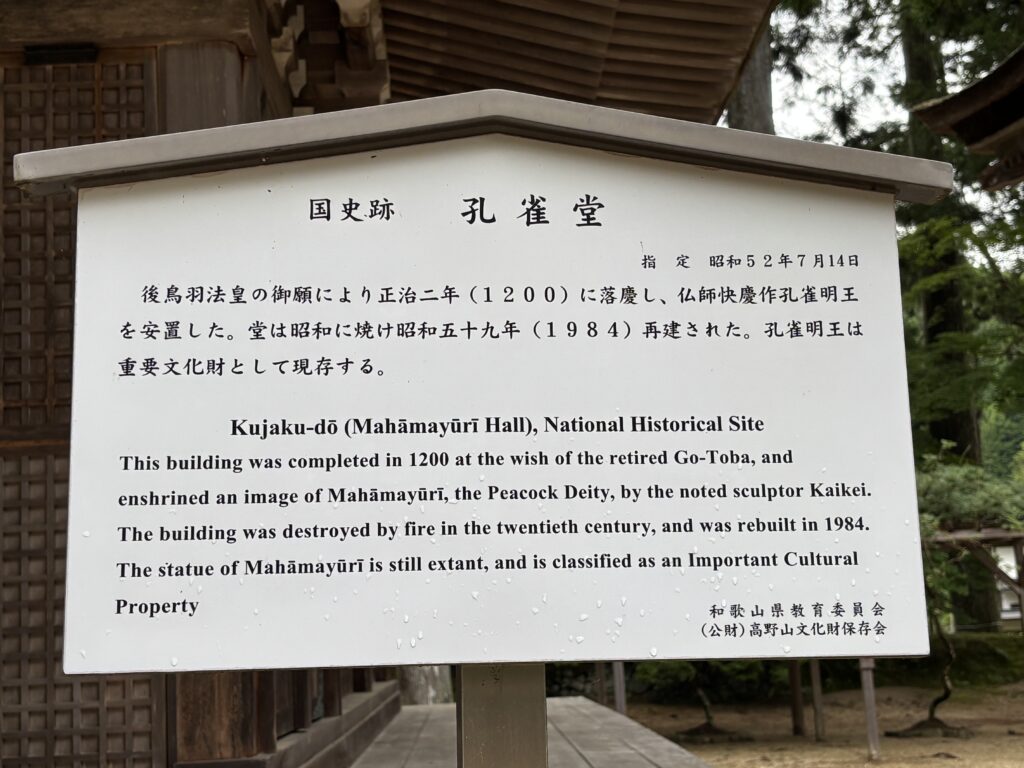 国史跡　孔雀堂
指　定　昭和５２年７月14日
後鳥羽法皇の御願により正治二年（１２００）に落慶し、仏師快慶作孔雀明王
を安置した。堂は昭和に焼け昭和五十九年（１９８４）再建された。孔雀明王は
重要文化財として現存する。
Kujaku-dō (Mahāmayūrī Hall), National Historical Site
This building was completed in 1200 at the wish of the retired Go-Toba, and
enshrined an image of Mahāmayūrī, the Peacock Deity, by the noted sculptor Kaikei.
The building was destroyed by fire in the twentieth century, and was rebuilt in 1984.
The statue of Mahāmayūrī is still extant, and is classified as an Important Cultural
Property
和歌山県教育委員会
（公財）高野山文化財保存会